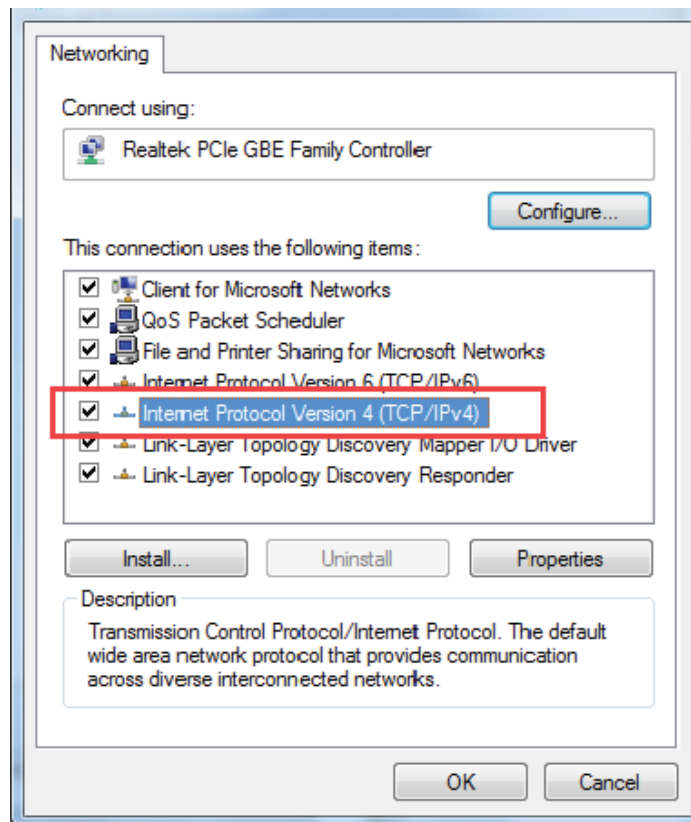 Networking
Connect using:
Realtek PCIe GBE Family Controller
Configure...
This connection uses the following items:
Client for Microsoft Networks
QoS Packet Scheduler
File and Printer Sharing for Microsoft Networks
Internet Protocol Version 6 (TCP/IPv6)
Internet Protocol Version 4 (TCP/IPv4)
Link-Layer Topology Discovery Mapper I/O Driver
Link-Layer Topology Discovery Responder
Install...
Uninstall
Properties
Description
Transmission Control Protocol/Internet Protocol. The default
wide area network protocol that provides communication
across diverse interconnected networks.
OK
Cancel